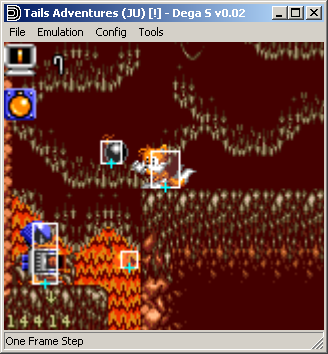 Tails Adventures (JU) [!] - Dega S v0.02
File Emulation Config Tools
14414
One Frame Step